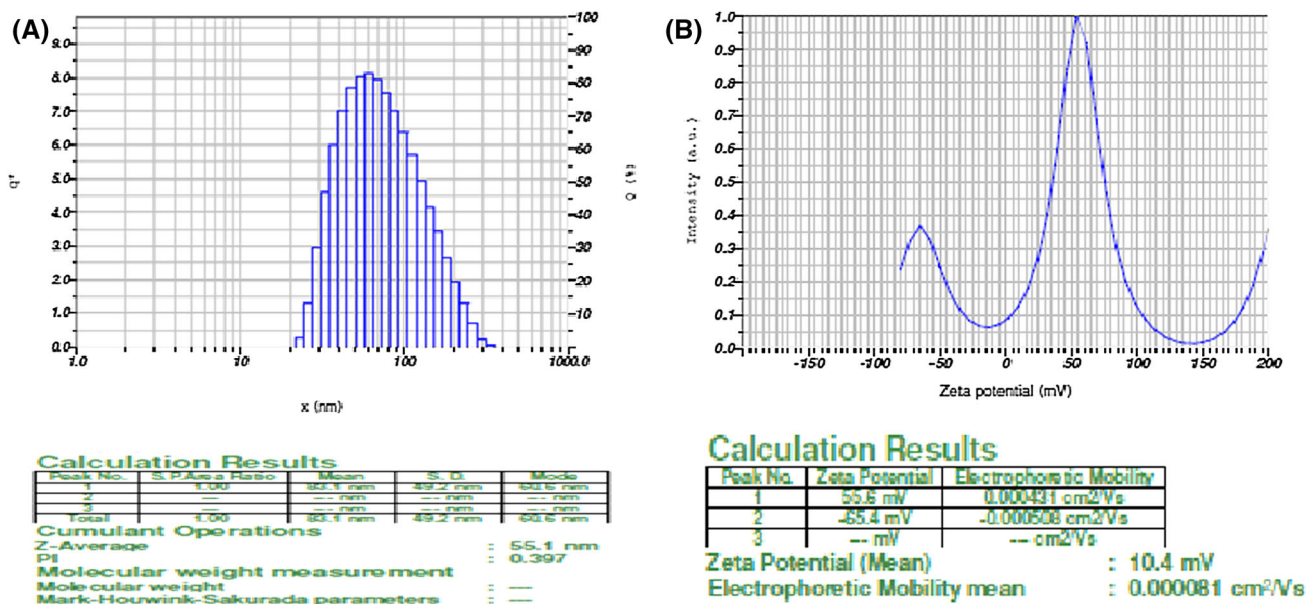 (A)
9.0
8.0
7.0
6.0
5.0
4.0
3.0
2.0
1.0
0.0
q*
100
90
80
70
60
50
40
30
20
10
Q (%)
1.0 10 100 1000.0
x (nm)
Calculation Results
Peak No. S.P.Area Ratio Mean S. D. Mode
1 1.00 83.1 nm 49.2 nm 60.6 nm
2 --- --- nm --- nm --- nm
3 --- --- nm --- nm --- nm
Total 1.00 83.1 nm 49.2 nm 60.6 nm
Cumulant Operations
Z-Average : 55.1 nm
PI : 0.397
Molecular weight measurement
Molecular weight : ---
Mark-Houwink-Sakurada parameters : ---
(B)
1.0
0.9
0.8
0.7
0.6
0.5
0.4
0.3
0.2
0.1
0.0
Intensity (a.u.)
-150 -100 -50 0 50 100 150 200
Zeta potential (mV)
Calculation Results
Peak No. Zeta Potential Electrophoretic Mobility
1 55.6 mV 0.000431 cm2/Vs
2 -65.4 mV -0.000508 cm2/Vs
3 --- mV --- cm2/Vs
Zeta Potential (Mean) : 10.4 mV
Electrophoretic Mobility mean : 0.000081 cm²/Vs